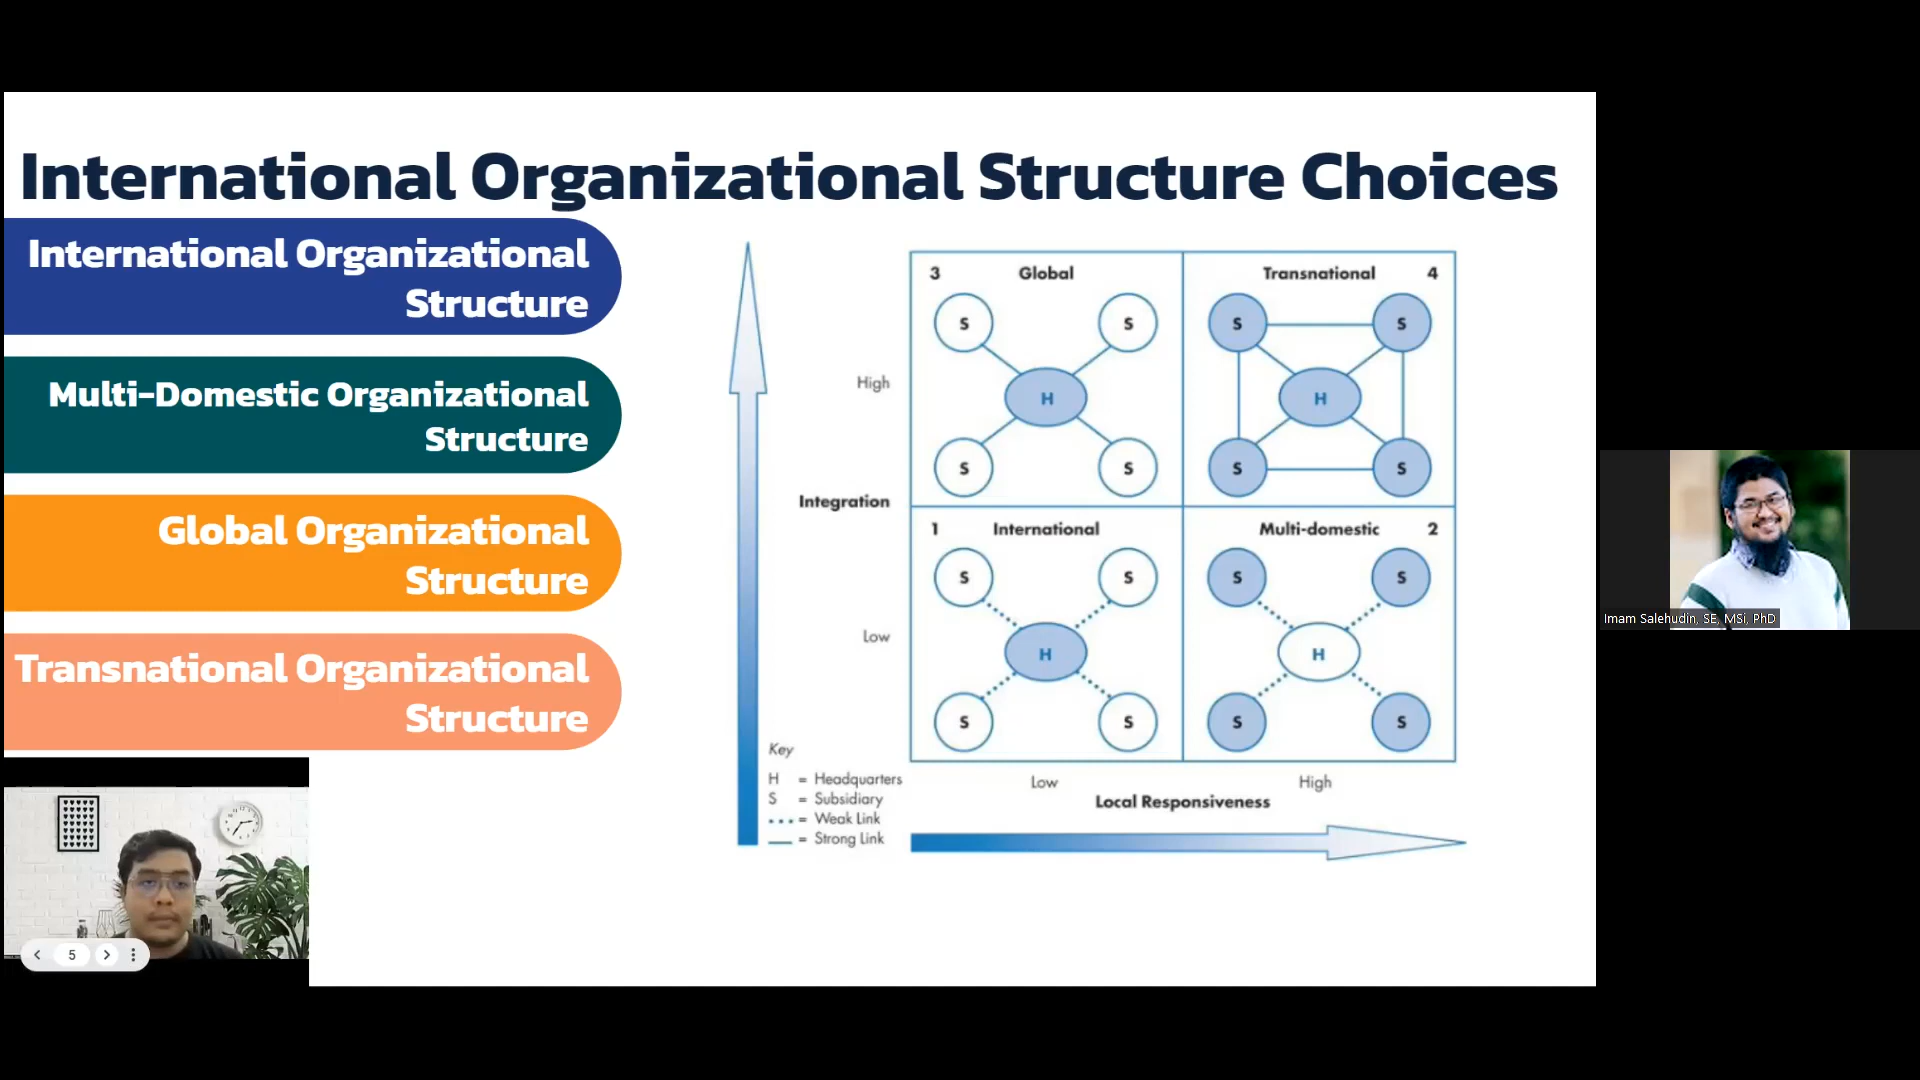 International Organizational Structure Choices
International Organizational
Structure
Multi-Domestic Organizational
Structure
Global Organizational
Structure
Transnational Organizational
Structure
3 Global
S S
H
S S
Transnational 4
S S
H
S S
High
Integration
1 International
S S
H
S S
Multi-domestic 2
S S
H
S S
Low
Key
H = Headquarters
S = Subsidiary
= Weak Link
= Strong Link
Low High
Local Responsiveness
Imam Salehudin, SE, MSi, PhD
5